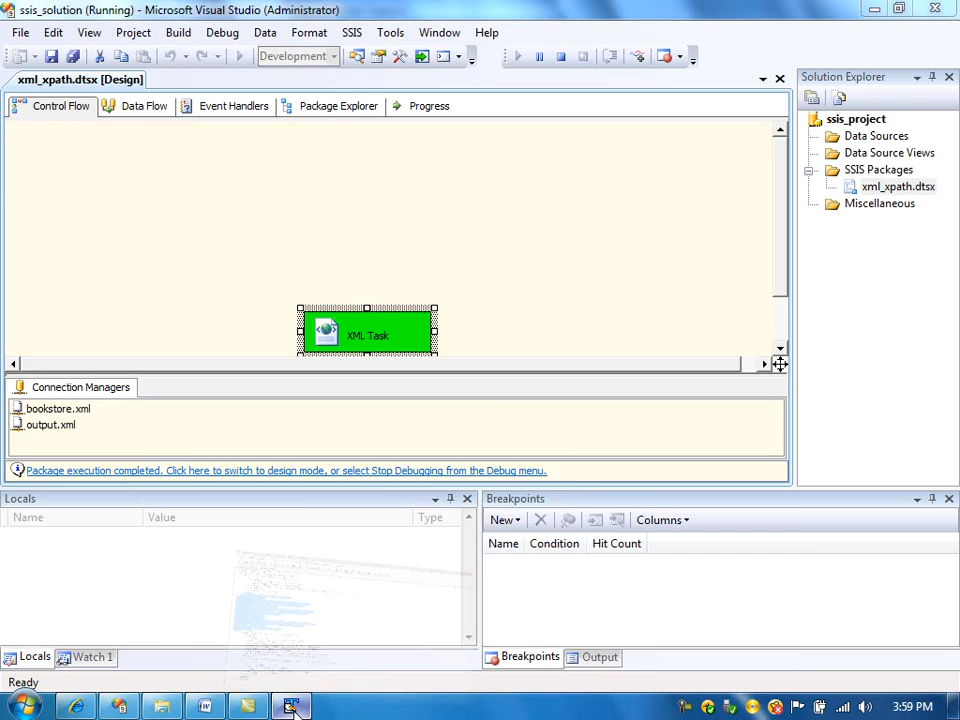 ssis_solution (Running) - Microsoft Visual Studio (Administrator)
File Edit View Project Build Debug Data Format SSIS Tools Window Help
Development
xml_xpath.dtsx [Design]
Control Flow Data Flow Event Handlers Package Explorer Progress
XML Task
Connection Managers
bookstore.xml
output.xml
Package execution completed. Click here to switch to design mode, or select Stop Debugging from the Debug menu.
Solution Explorer
ssis_project
Data Sources
Data Source Views
SSIS Packages
xml_xpath.dtsx
Miscellaneous
Locals
Name Value Type
Locals Watch 1
Breakpoints
New Columns
Name Condition Hit Count
Breakpoints Output
Ready
3:59 PM